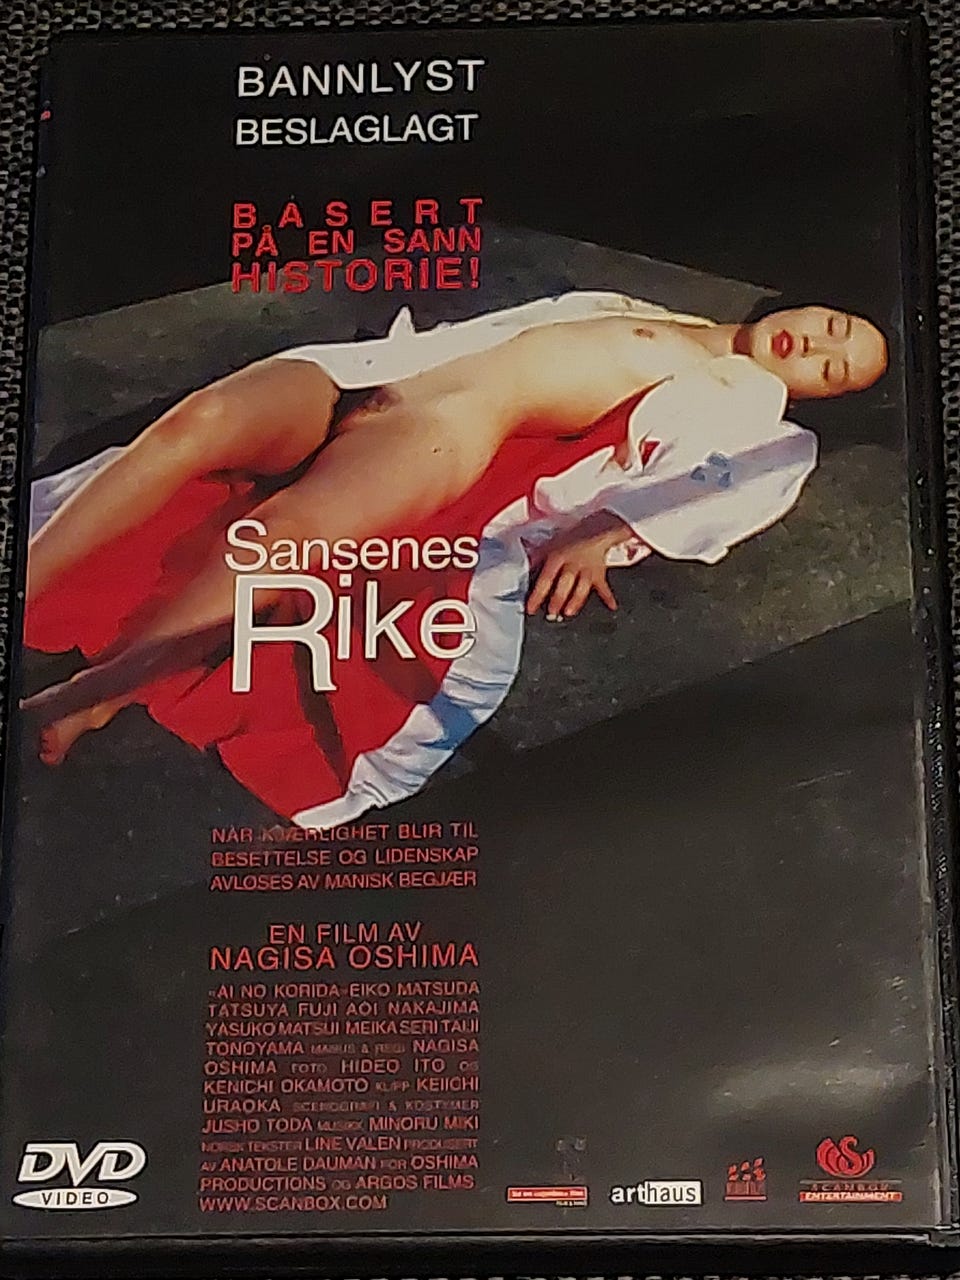 BANNLYST
BESLAGLAGT
BASERT
PÅ EN SANN
HISTORIE!
Sansenes
Rike
NÅR KJÆRLIGHET BLIR TIL
BESETTELSE OG LIDENSKAP
AVLØSES AV MANISK BEGJÆR
EN FILM AV
NAGISA OSHIMA
«AI NO KORIDA» EIKO MATSUDA
TATSUYA FUJI AOI NAKAJIMA
YASUKO MATSUI MEIKA SERI TAIJI
TONOYAMA MANUS & REGI NAGISA
OSHIMA FOTO HIDEO ITO OG
KENICHI OKAMOTO KLIPP KEIICHI
URAOKA SCENOGRAFI & KOSTYMER
JUSHO TODA MUSIKK MINORU MIKI
NORSK TEKSTER LINE VALEN PRODUSERT
AV ANATOLE DAUMAN FOR OSHIMA
PRODUCTIONS OG ARGOS FILMS
WWW.SCANBOX.COM
DVD
VIDEO
arthaus
SCANBOX
ENTERTAINMENT